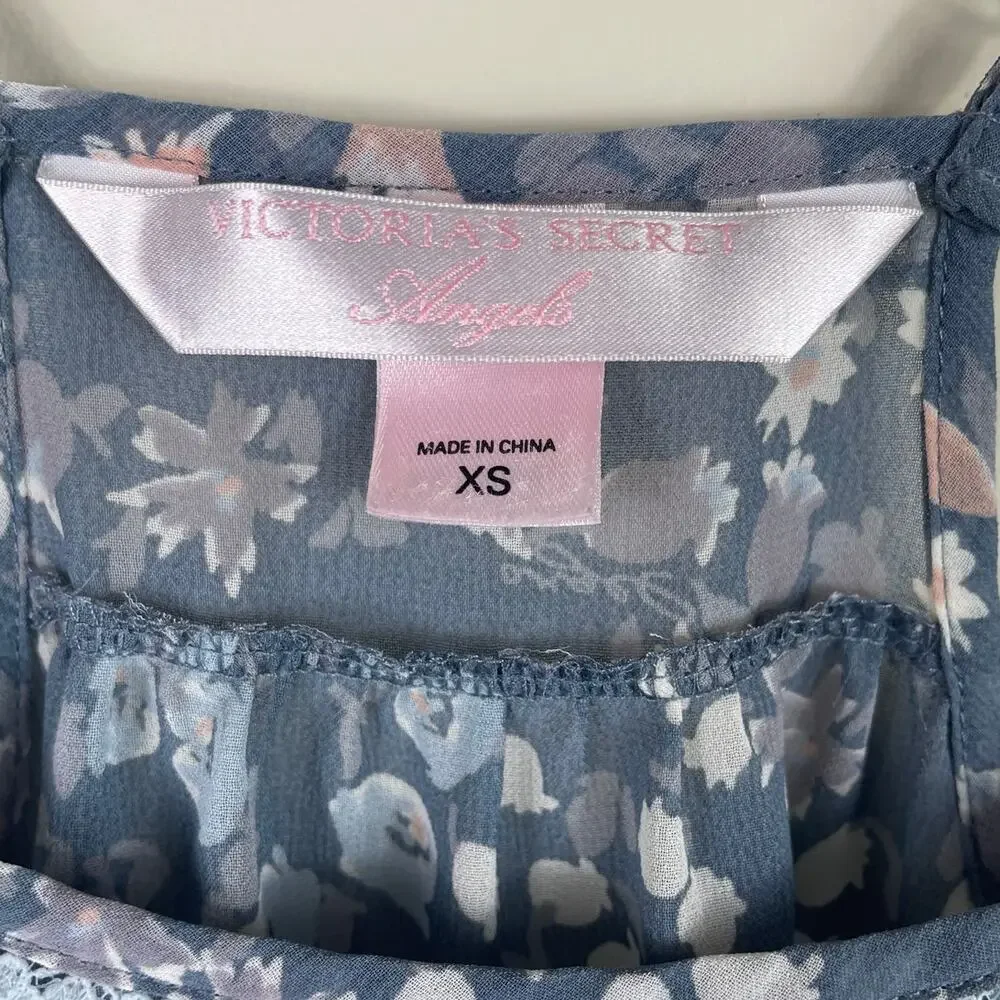 VICTORIA'S SECRET
Angels
MADE IN CHINA
XS